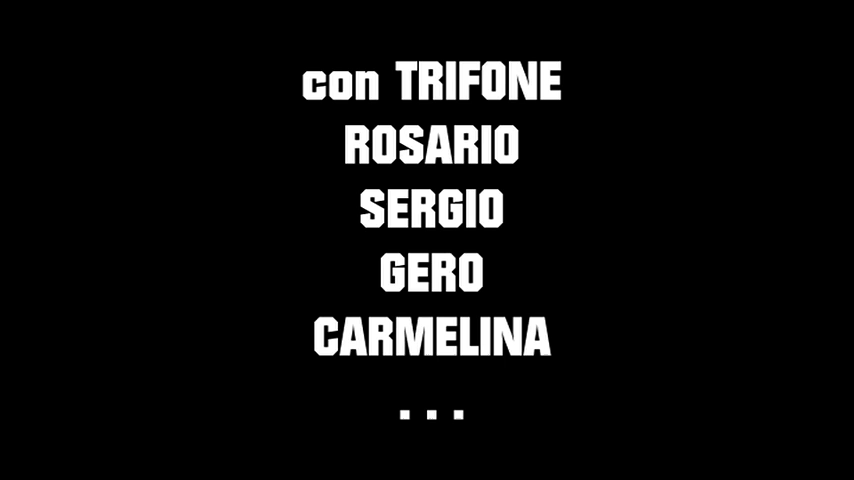 con TRIFONE
ROSARIO
SERGIO
GERO
CARMELINA
...